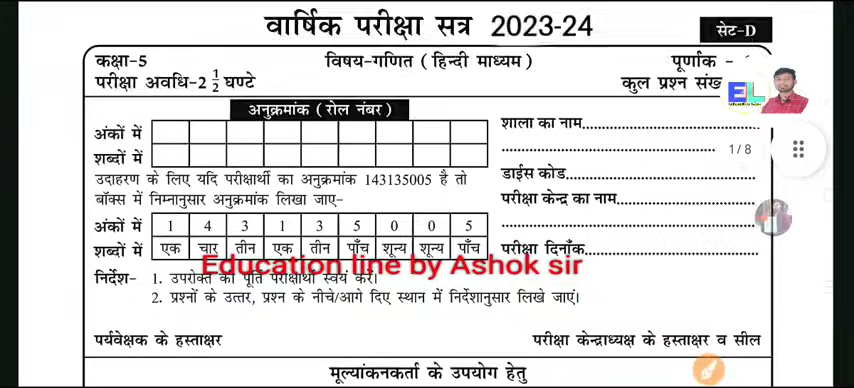 वार्षिक परीक्षा सत्र 2023-24
सेट-D
कक्षा-5 विषय-गणित ( हिन्दी माध्यम ) पूर्णांक -
परीक्षा अवधि-2 1/2 घण्टे कुल प्रश्न
EL
अनुक्रमांक ( रोल नंबर )
शाला का नाम
अंकों में
शब्दों में
1/8
उदाहरण के लिए यदि परीक्षार्थी का अनुक्रमांक 143135005 है तो
बॉक्स में निम्नानुसार अनुक्रमांक लिखा जाए-
डाईस कोड
परीक्षा केन्द्र का नाम
अंकों में 1 4 3 1 3 5 0 0 5
शब्दों में एक चार तीन एक तीन पाँच शून्य शून्य पाँच
परीक्षा दिनाँक
Education line by Ashok sir
निर्देश- 1. उपरोक्त की पूर्ति परीक्षार्थी स्वयं करें।
2. प्रश्नों के उत्तर, प्रश्न के नीचे/आगे दिए स्थान में निर्देशानुसार लिखे जाएं।
पर्यवेक्षक के हस्ताक्षर परीक्षा केन्द्राध्यक्ष के हस्ताक्षर व सील
मूल्यांकनकर्ता के उपयोग हेतु